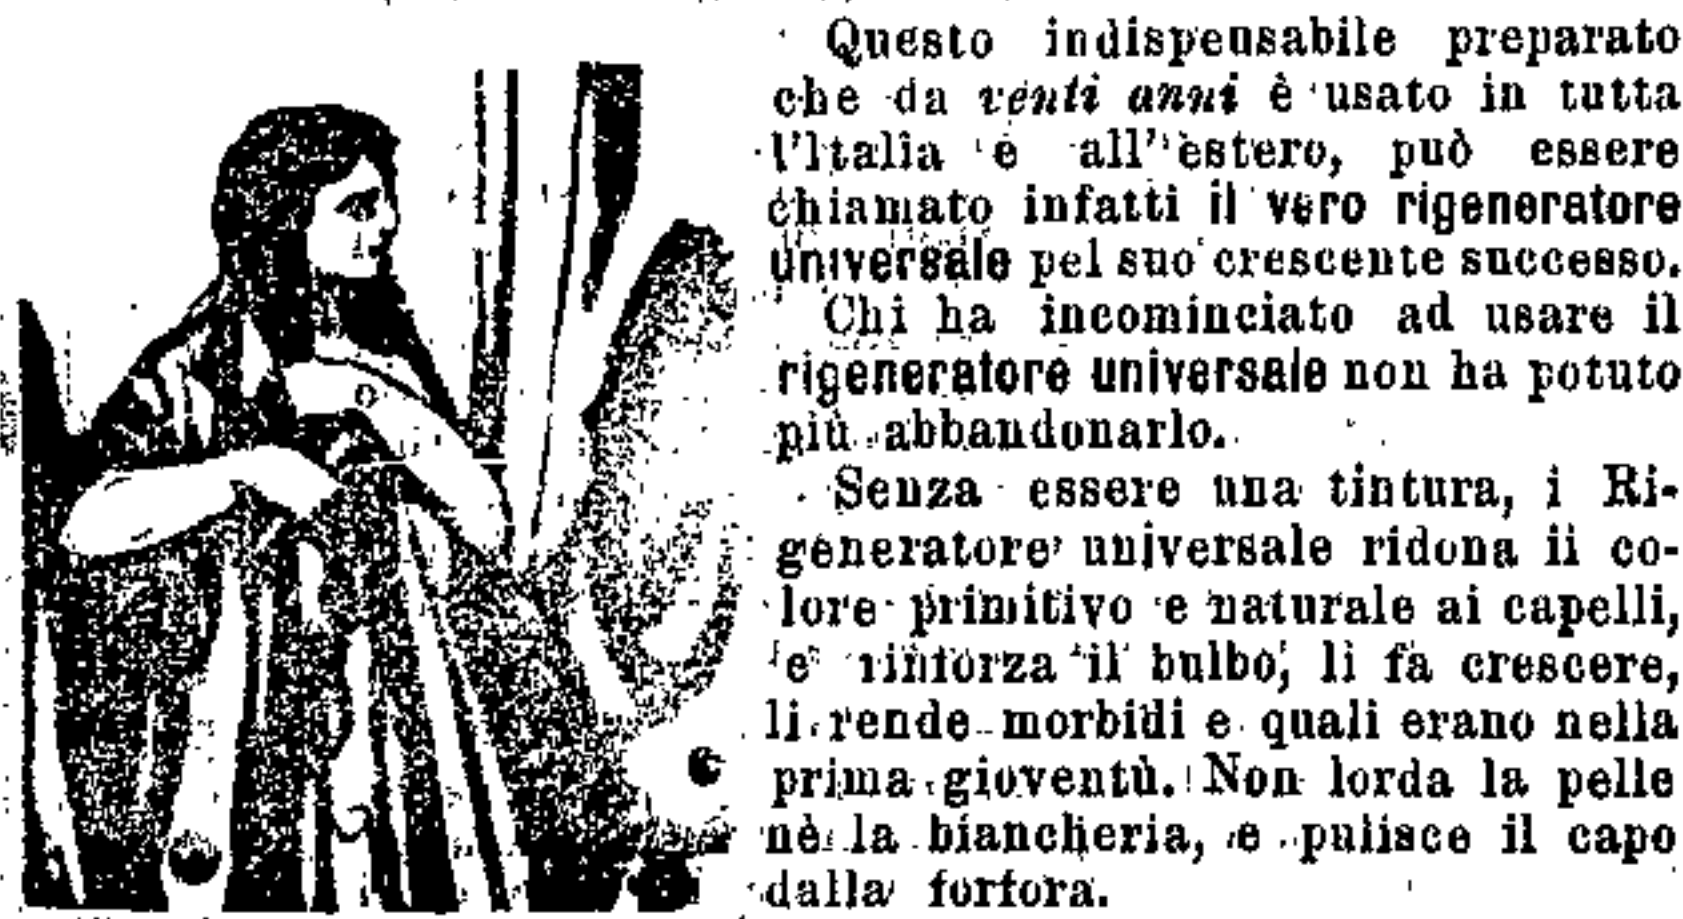 Questo indispensabile preparato
che da venti anni è usato in tutta
l'Italia e all'estero, può essere
chiamato infatti il vero rigeneratore
universale pel suo crescente successo.
Chi ha incominciato ad usare il
rigeneratore universale non ha potuto
più abbandonarlo.
Senza essere una tintura, i Ri-
generatore universale ridona ii co-
lore primitivo e naturale ai capelli,
e rinforza il bulbo, li fa crescere,
li rende morbidi e quali erano nella
prima gioventù. Non lorda la pelle
nè la biancheria, e pulisce il capo
dalla forfora.